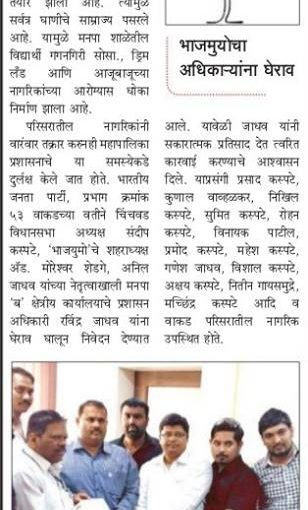 तयार झाला आहे. त्यामुळे
सर्वत्र घाणीचे साम्राज्य पसरले
आहे. यामुळे मनपा शाळेतील
विद्यार्थी गगनगिरी सोसा., ड्रिम
लँड आणि आजूबाजूच्या
नागरिकांच्या आरोग्यास धोका
निर्माण झाला आहे.
परिसरातील नागरिकांनी
वारंवार तक्रार करुनही महापालिका
प्रशासनाचे या समस्येकडे
दुर्लक्ष केले जात होते. भारतीय
जनता पार्टी, प्रभाग क्रमांक
५३ वाकडच्या वतीने चिंचवड
विधानसभा अध्यक्ष संदीप
कस्पटे, 'भाजयुमो'चे शहराध्यक्ष
अ‍ॅड. मोरेश्वर शेडगे, अनिल
जाधव यांच्या नेतृत्वाखाली मनपा
'ब' क्षेत्रीय कार्यालयाचे प्रशासन
अधिकारी रविंद्र जाधव यांना
घेराव घालून निवेदन देण्यात
भाजमुयोचा
अधिकाऱ्यांना घेराव
आले. यावेळी जाधव यांनी
सकारात्मक प्रतिसाद देत त्वरित
कारवाई करण्याचे आश्वासन
दिले. याप्रसंगी प्रसाद कस्पटे,
कुणाल वाव्हळकर, निखिल
कस्पटे, सुमित कस्पटे, रोहन
कस्पटे, विनायक पाटील,
प्रमोद कस्पटे, महेश कस्पटे,
गणेश जाधव, विशाल कस्पटे,
अक्षय कस्पटे, नितीन गायसमुद्रे,
मच्छिंद्र कस्पटे आदि व
वाकड परिसरातील नागरिक
उपस्थित होते.